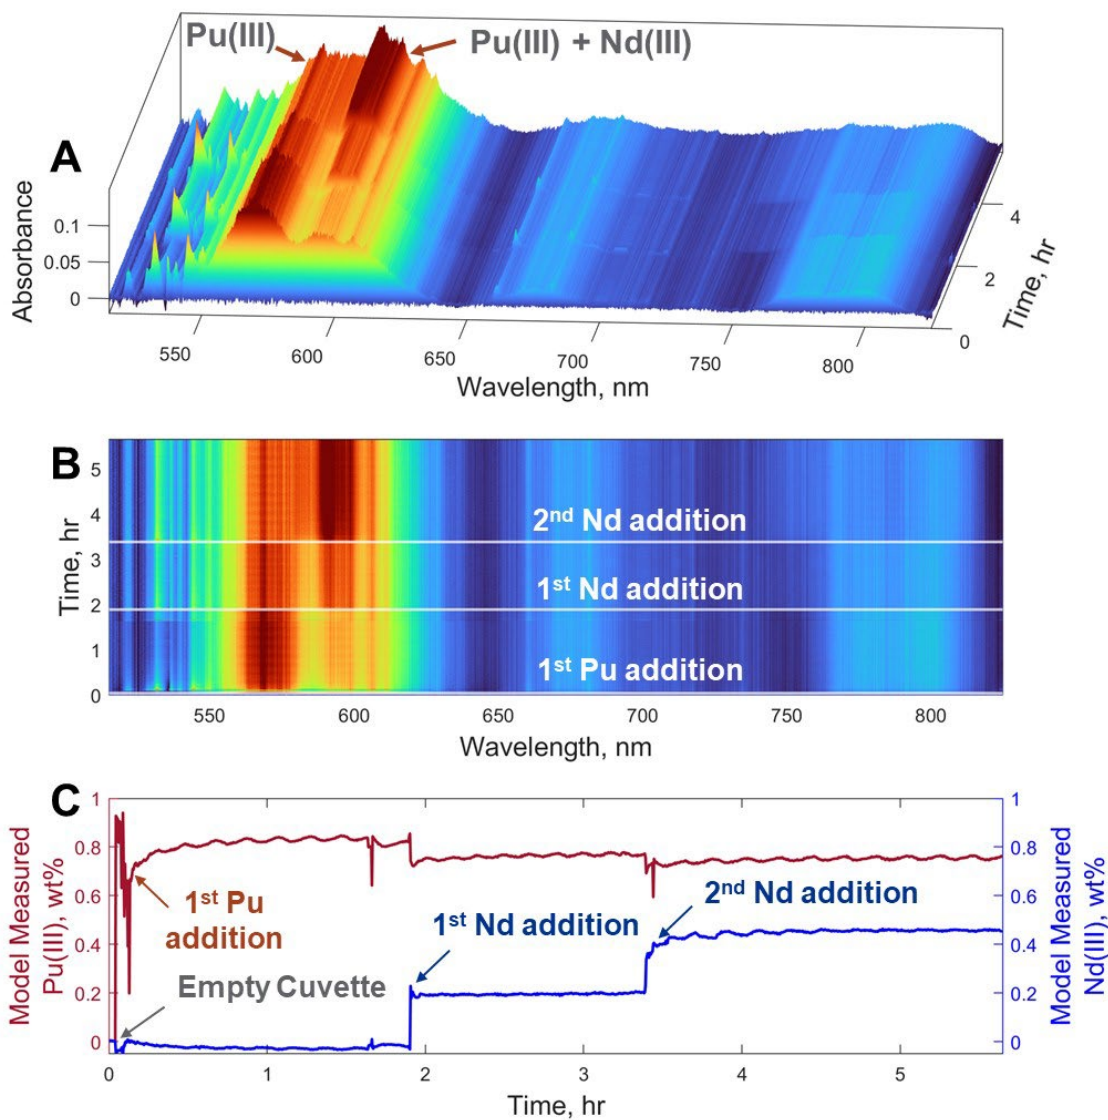 A
Pu(III)
Pu(III) + Nd(III)
Absorbance
0.1
0.05
0
550
600
650
700
750
800
Wavelength, nm
0
2
4
Time, hr
B
Time, hr
5
4
3
2
1
0
2nd Nd addition
1st Nd addition
1st Pu addition
550
600
650
700
750
800
Wavelength, nm
C
Model Measured
Pu(III), wt%
1
0.8
0.6
0.4
0.2
0
1st Pu
addition
Empty Cuvette
1st Nd addition
2nd Nd addition
1
0.8
0.6
0.4
0.2
0
Model Measured
Nd(III), wt%
0
1
2
3
4
5
Time, hr